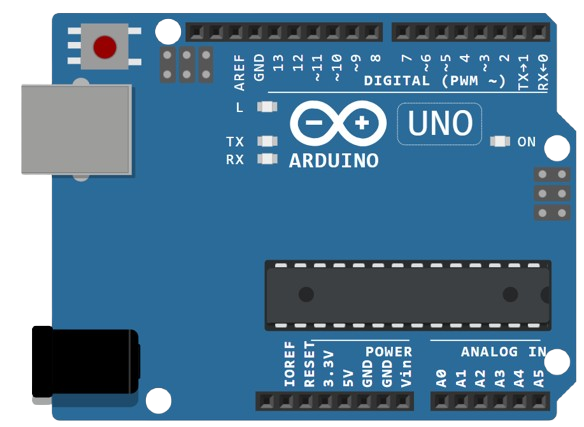 AREF
GND
13
12
~11
~10
~9
8
7
~6
~5
4
~3
2
TX→1
RX←0
DIGITAL (PWM ~)
L
TX
RX
ARDUINO
UNO
ON
POWER
ANALOG IN
IOREF
RESET
3.3V
5V
GND
GND
Vin
A0
A1
A2
A3
A4
A5